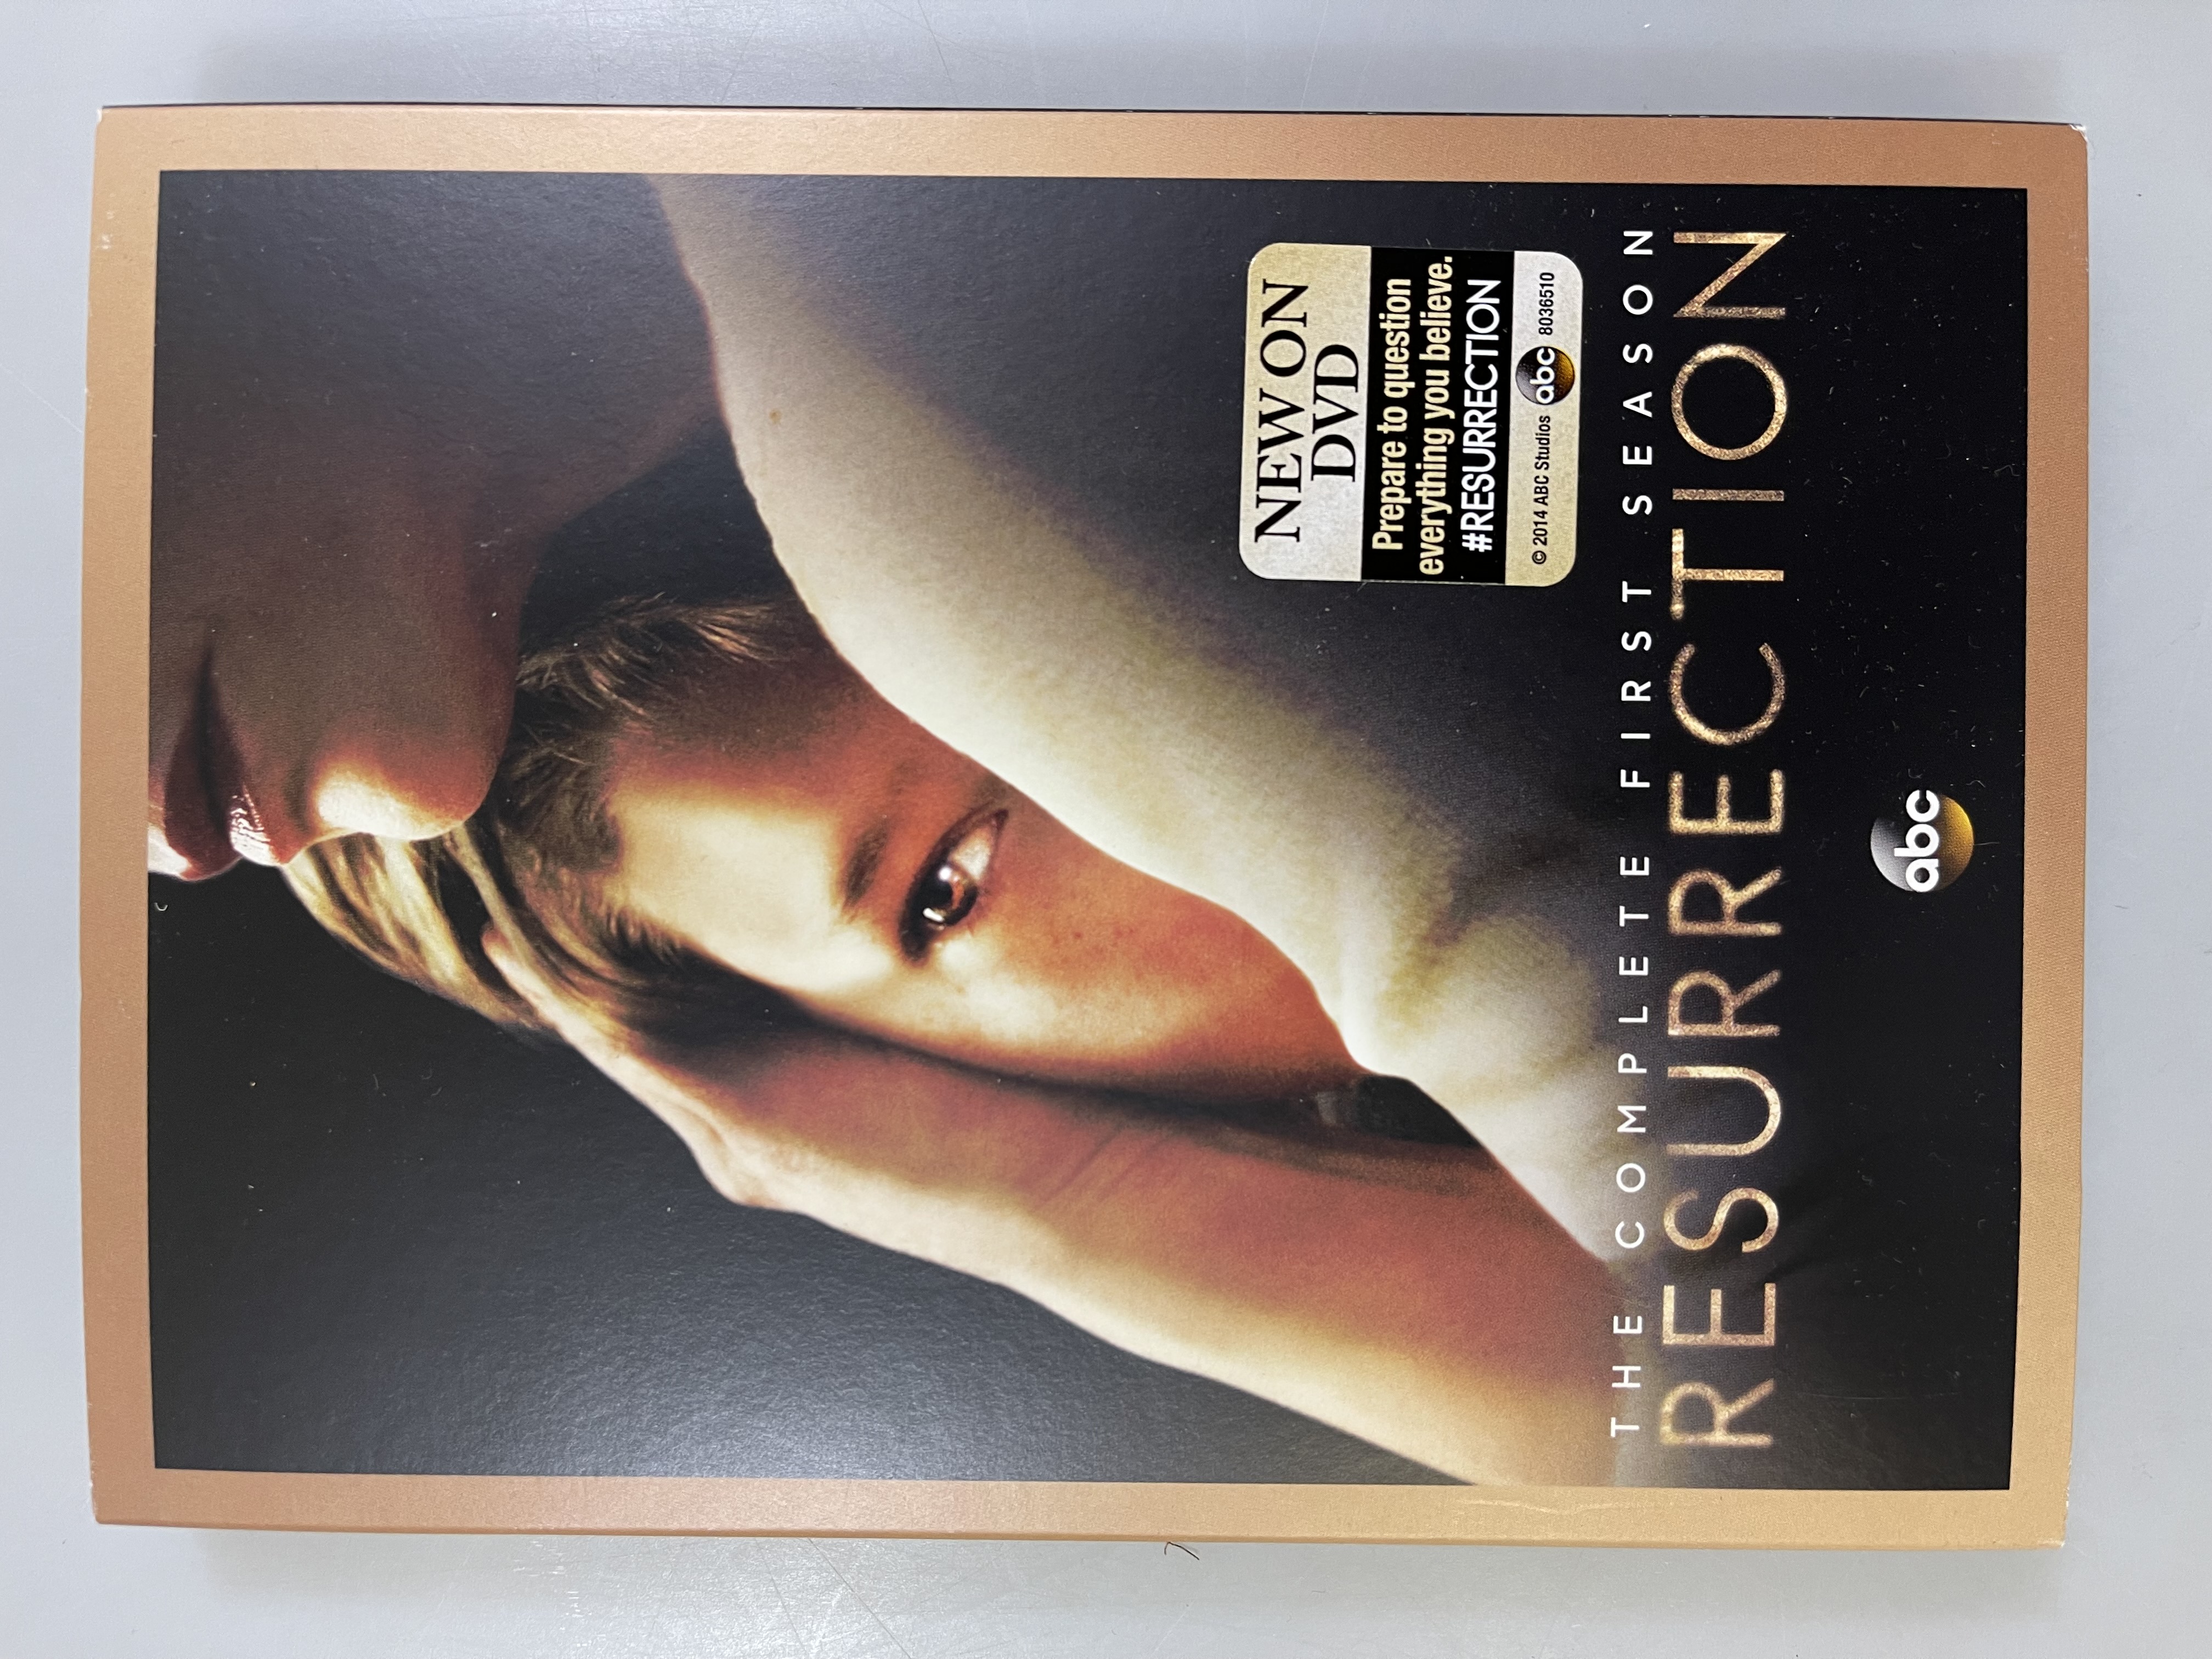 NEW ON
DVD
Prepare to question
everything you believe.
#RESURRECTION
© 2014 ABC Studios abc 8036510
THE COMPLETE FIRST SEASON
RESURRECTION
abc